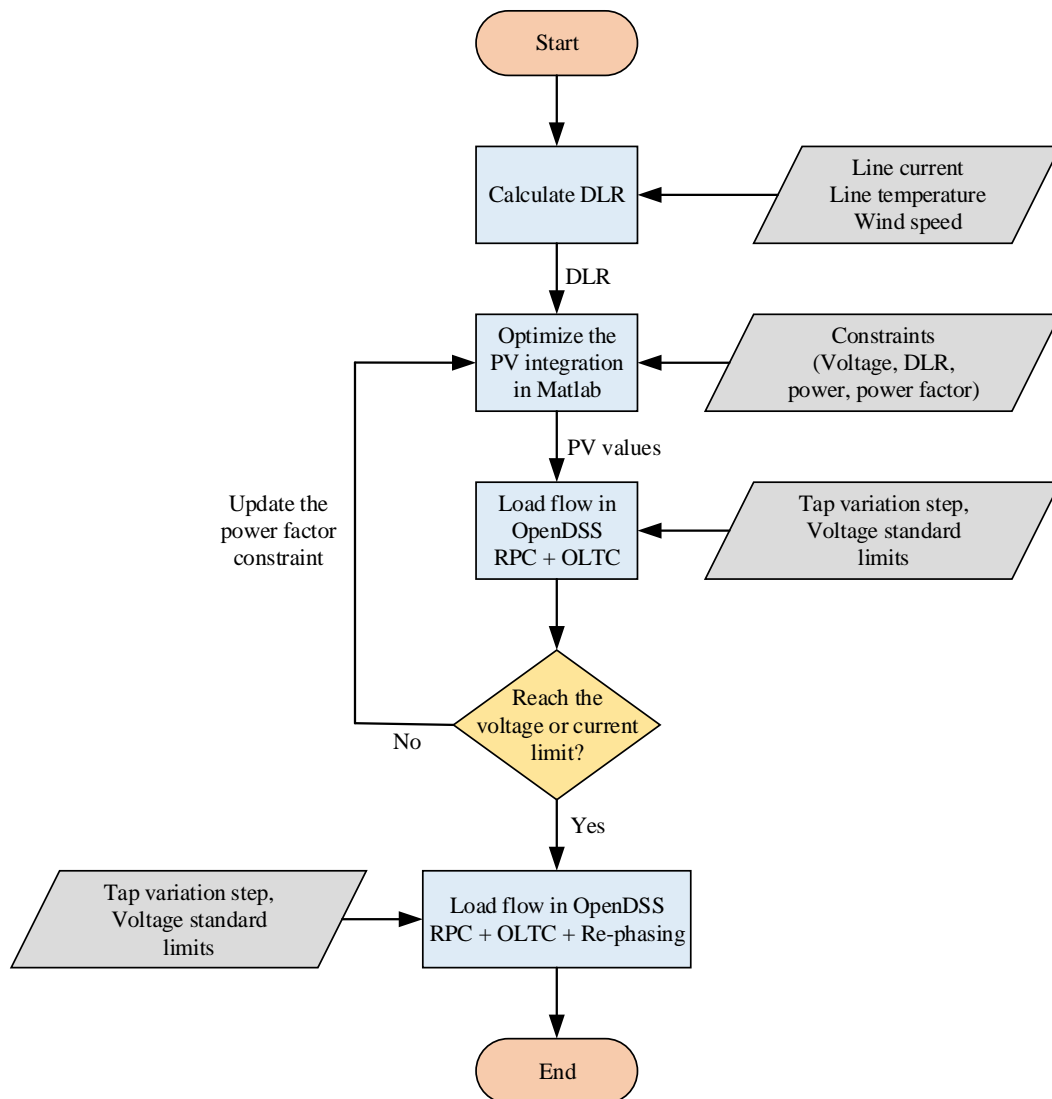 Start
Calculate DLR
Line current
Line temperature
Wind speed
DLR
Optimize the
PV integration
in Matlab
Constraints
(Voltage, DLR,
power, power factor)
PV values
Update the
power factor
constraint
Load flow in
OpenDSS
RPC + OLTC
Tap variation step,
Voltage standard
limits
Reach the
voltage or current
limit?
No
Yes
Tap variation step,
Voltage standard
limits
Load flow in OpenDSS
RPC + OLTC + Re-phasing
End